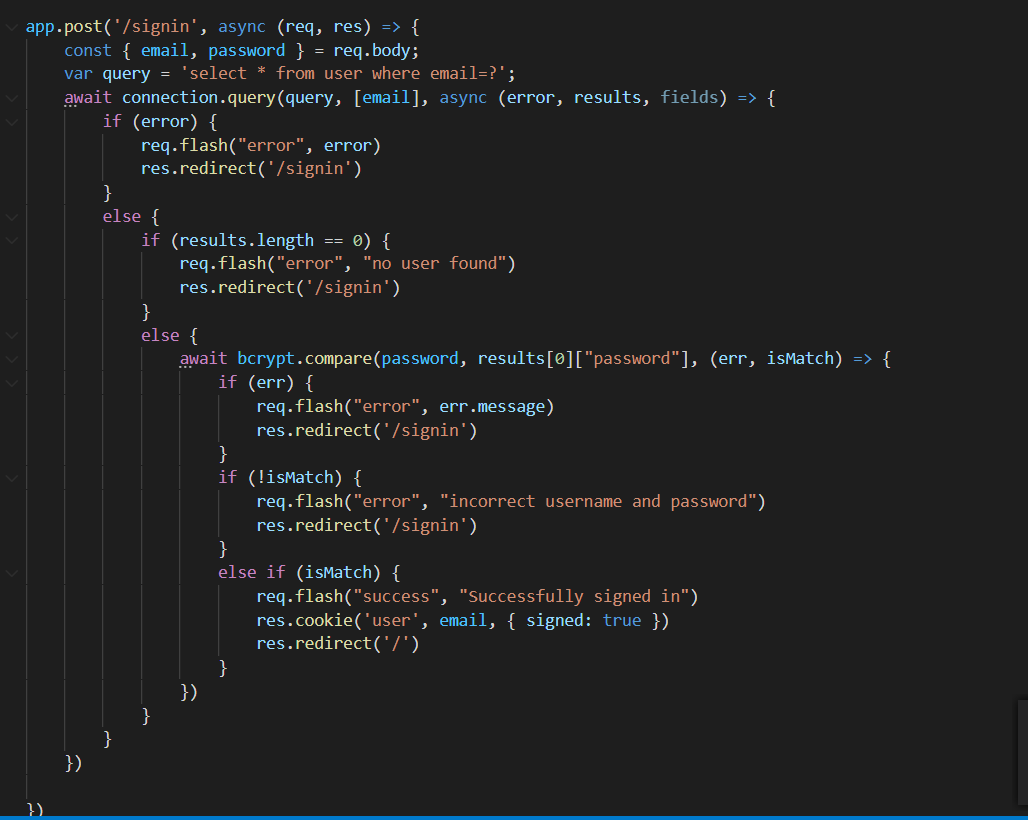 app.post('/signin', async (req, res) => {
    const { email, password } = req.body;
    var query = 'select * from user where email=?';
    await connection.query(query, [email], async (error, results, fields) => {
        if (error) {
            req.flash("error", error)
            res.redirect('/signin')
        }
        else {
            if (results.length == 0) {
                req.flash("error", "no user found")
                res.redirect('/signin')
            }
            else {
                await bcrypt.compare(password, results[0]["password"], (err, isMatch) => {
                    if (err) {
                        req.flash("error", err.message)
                        res.redirect('/signin')
                    }
                    if (!isMatch) {
                        req.flash("error", "incorrect username and password")
                        res.redirect('/signin')
                    }
                    else if (isMatch) {
                        req.flash("success", "Successfully signed in")
                        res.cookie('user', email, { signed: true })
                        res.redirect('/')
                    }
                })
            }
        }
    })
})